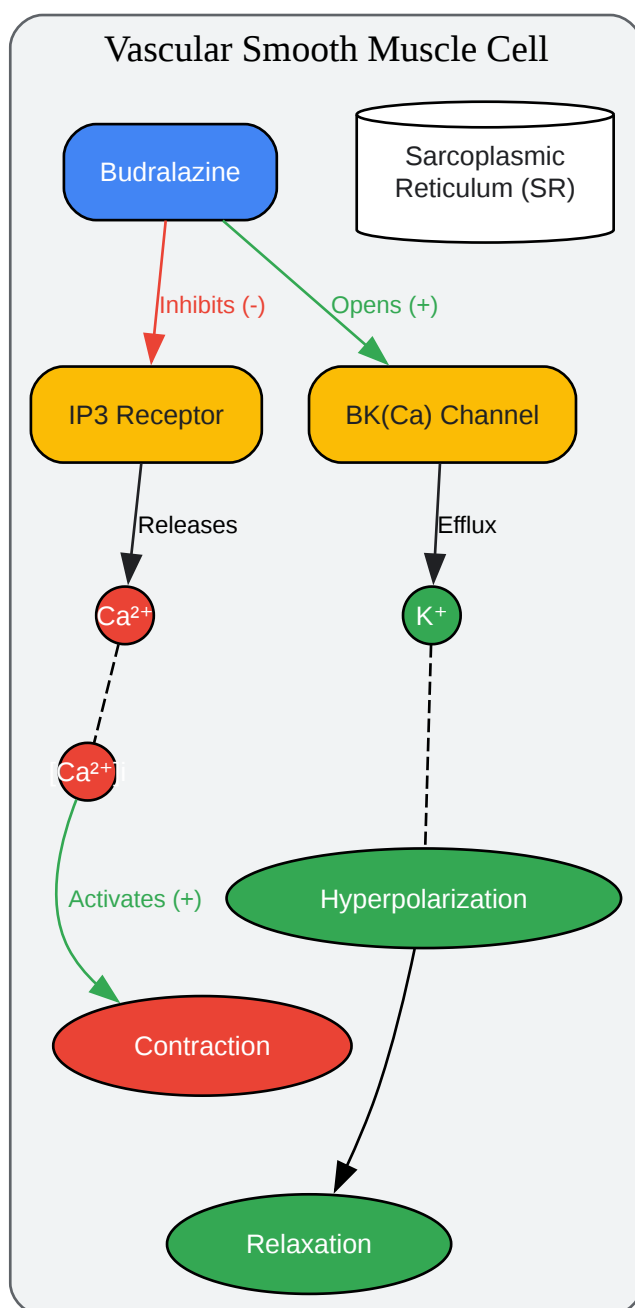 Vascular Smooth Muscle Cell
Budralazine
Sarcoplasmic
Reticulum (SR)
Inhibits (-)
Opens (+)
IP3 Receptor
BK(Ca) Channel
Releases
Efflux
Ca²⁺
K⁺
[Ca²⁺]
Activates (+)
Hyperpolarization
Contraction
Relaxation